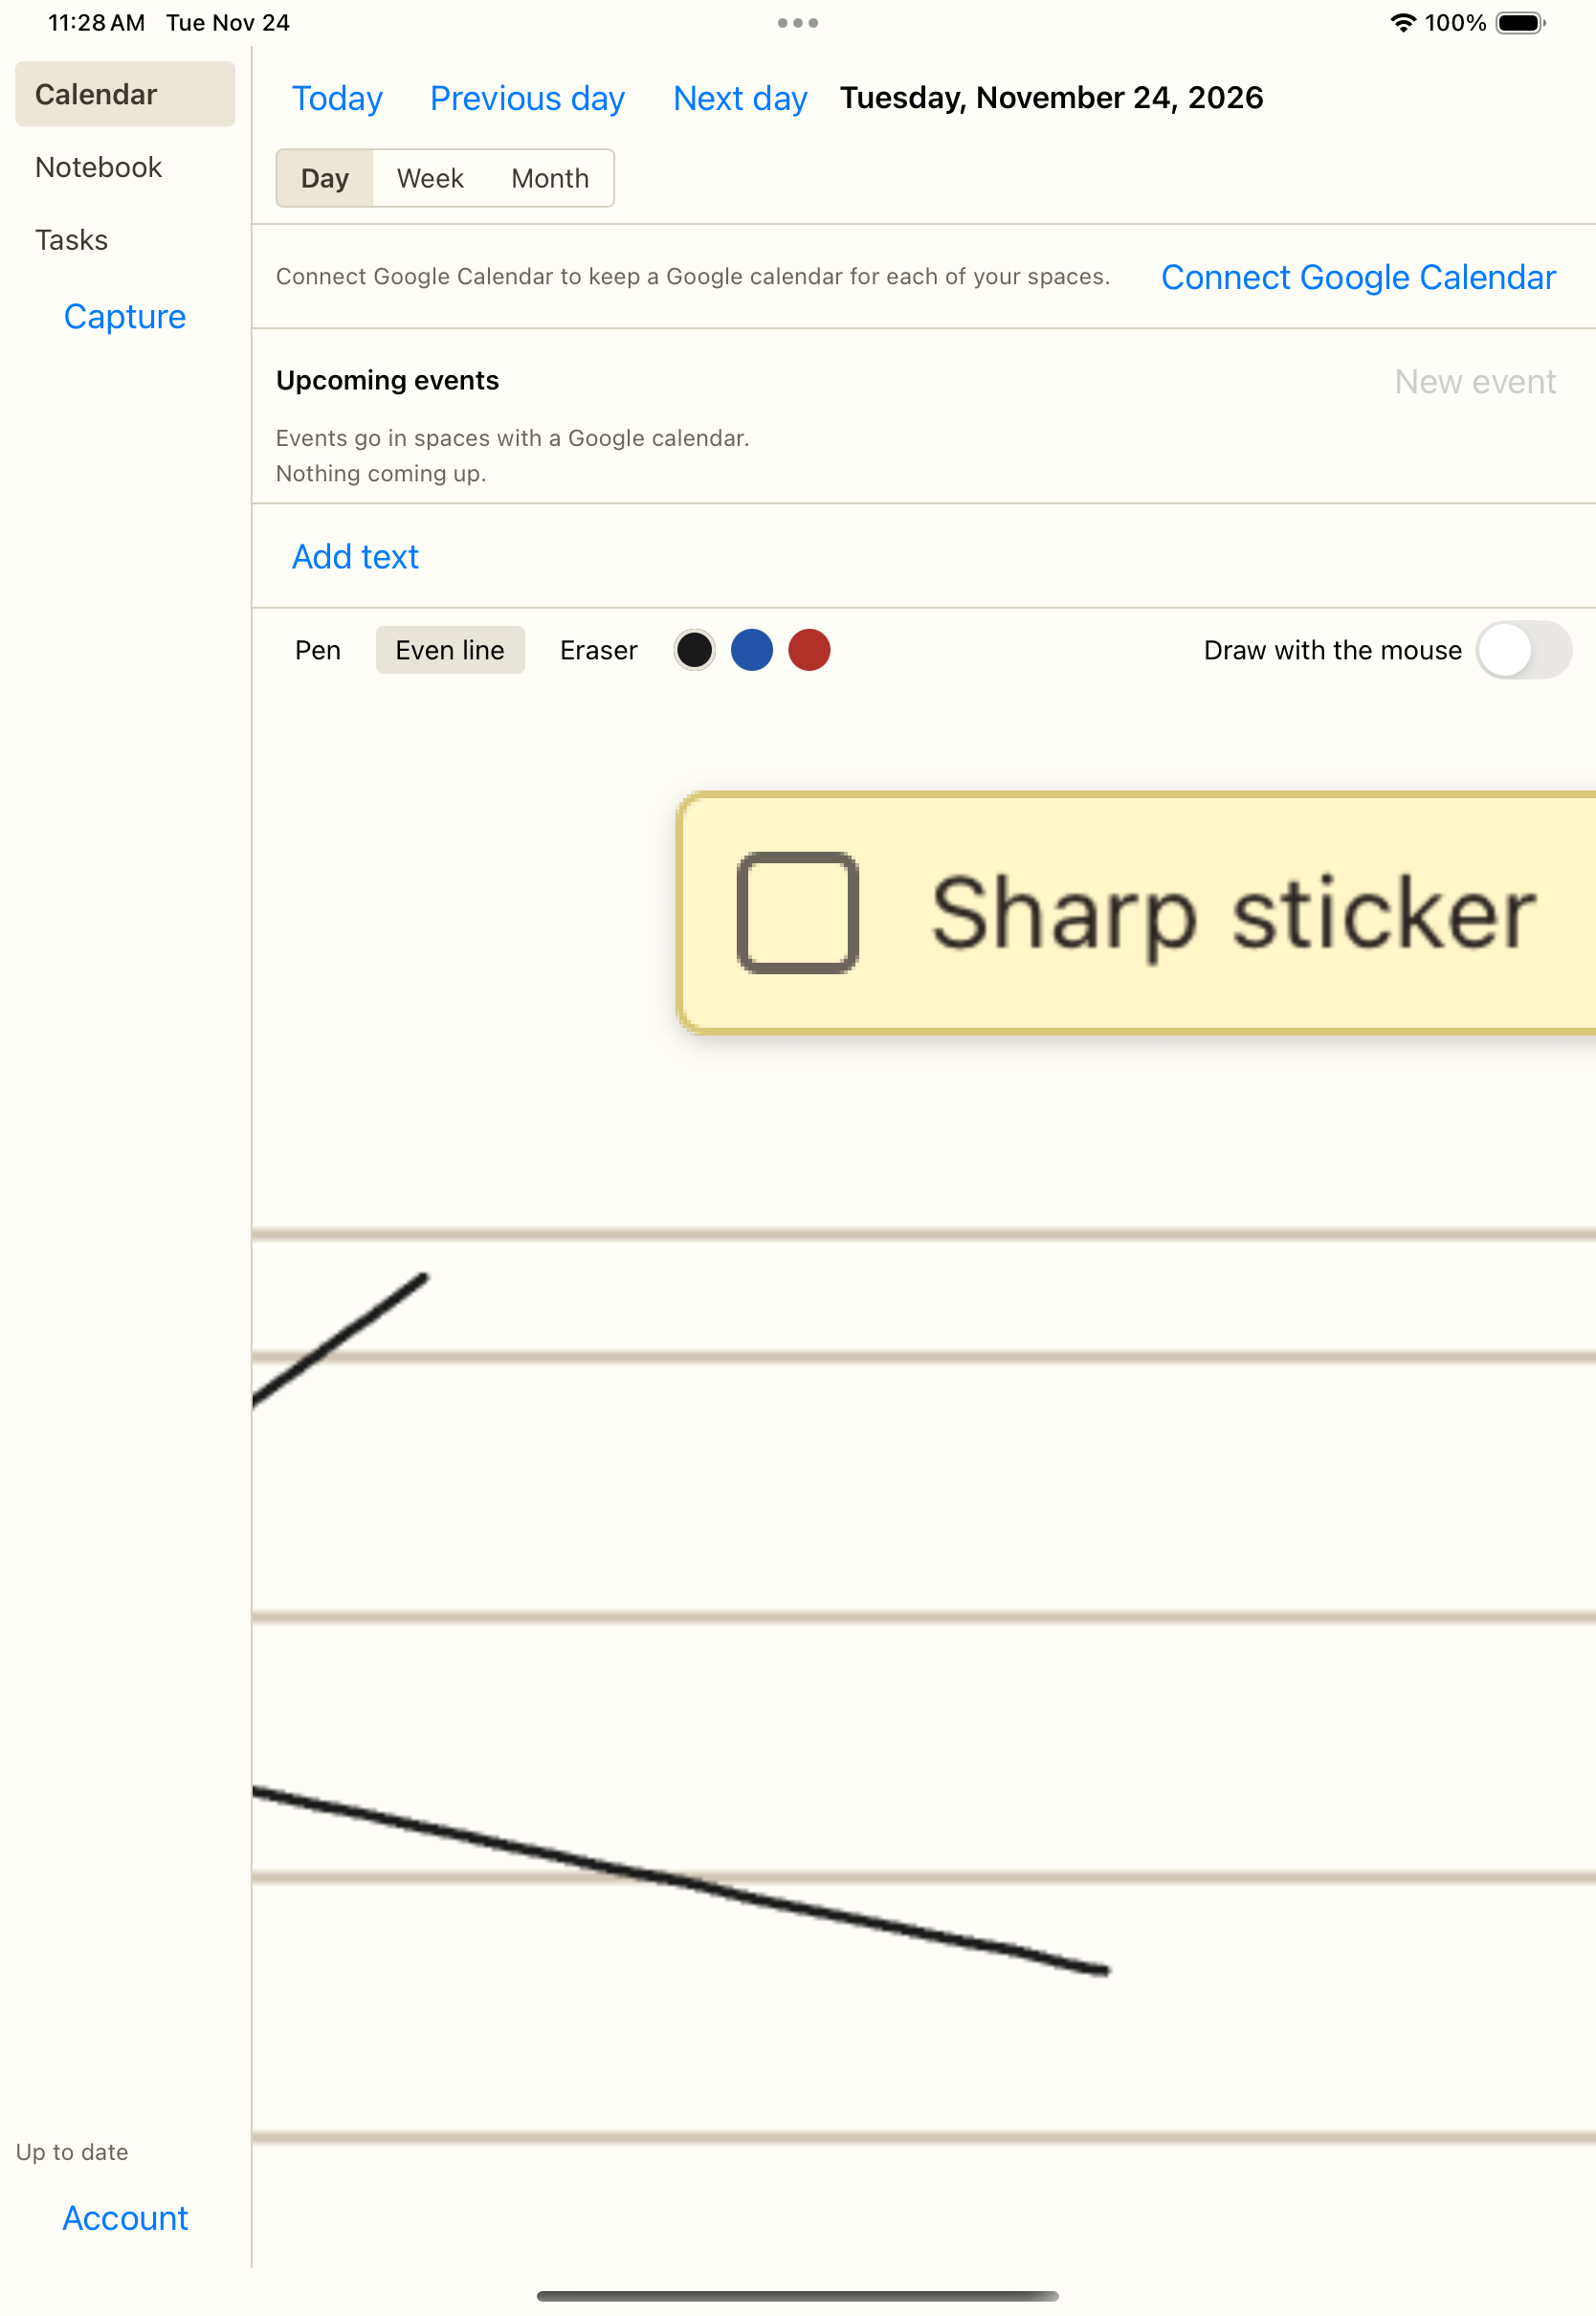 11:28 AM Tue Nov 24
100%
Calendar
Notebook
Tasks
Capture
Today Previous day Next day Tuesday, November 24, 2026
Day Week Month
Connect Google Calendar to keep a Google calendar for each of your spaces. Connect Google Calendar
Upcoming events New event
Events go in spaces with a Google calendar.
Nothing coming up.
Add text
Pen Even line Eraser Draw with the mouse
Sharp sticker
Up to date
Account